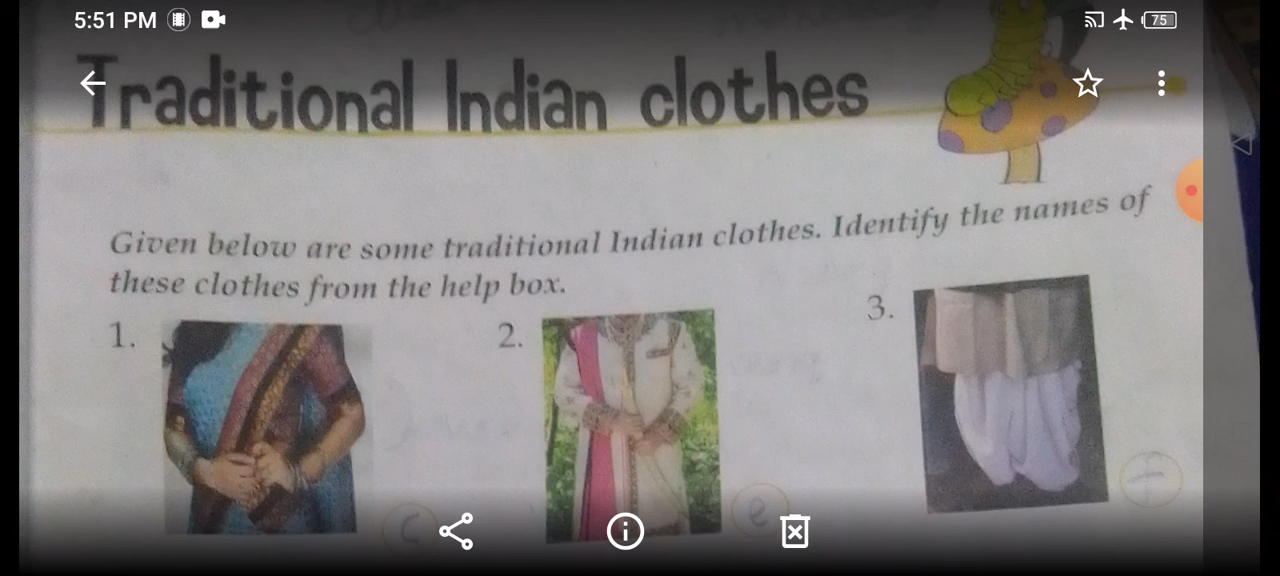 5:51 PM
75
Traditional Indian clothes
Given below are some traditional Indian clothes. Identify the names of
these clothes from the help box.
1.
2.
3.
c
e
f